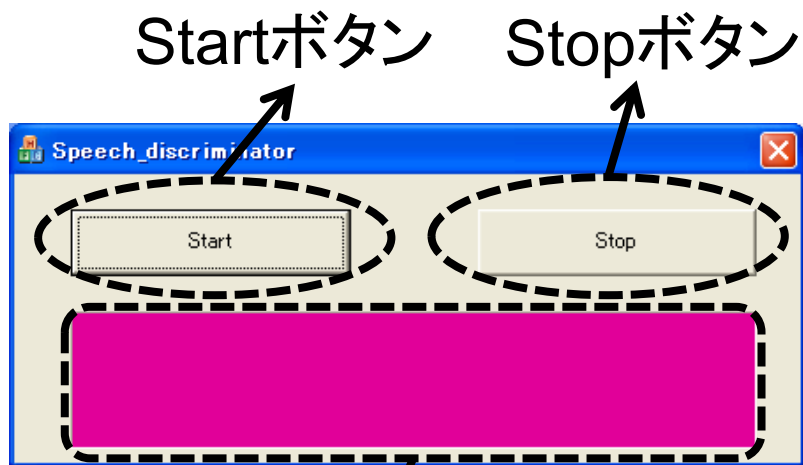 Startボタン Stopボタン
Speech_discriminator
Start Stop